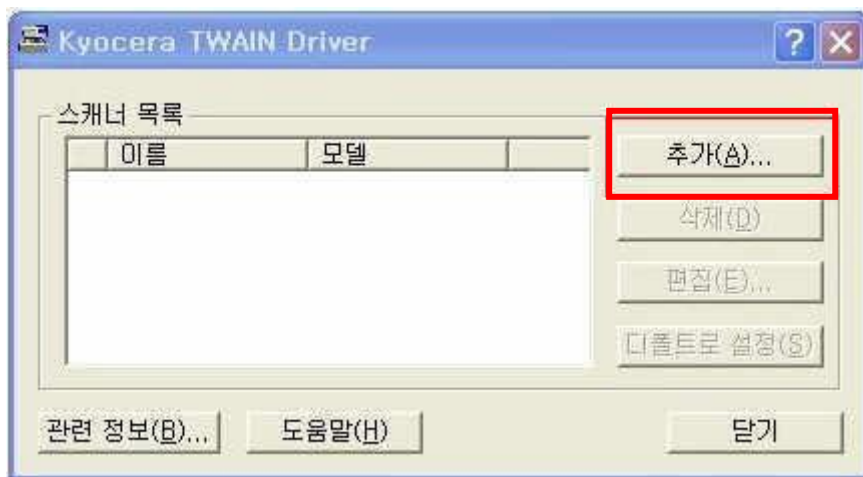 Kyocera TWAIN Driver
스캐너 목록
이름 모델
추가(A)...
삭제(D)
편집(E)...
디폴트로 설정(S)
관련 정보(B)... 도움말(H) 닫기